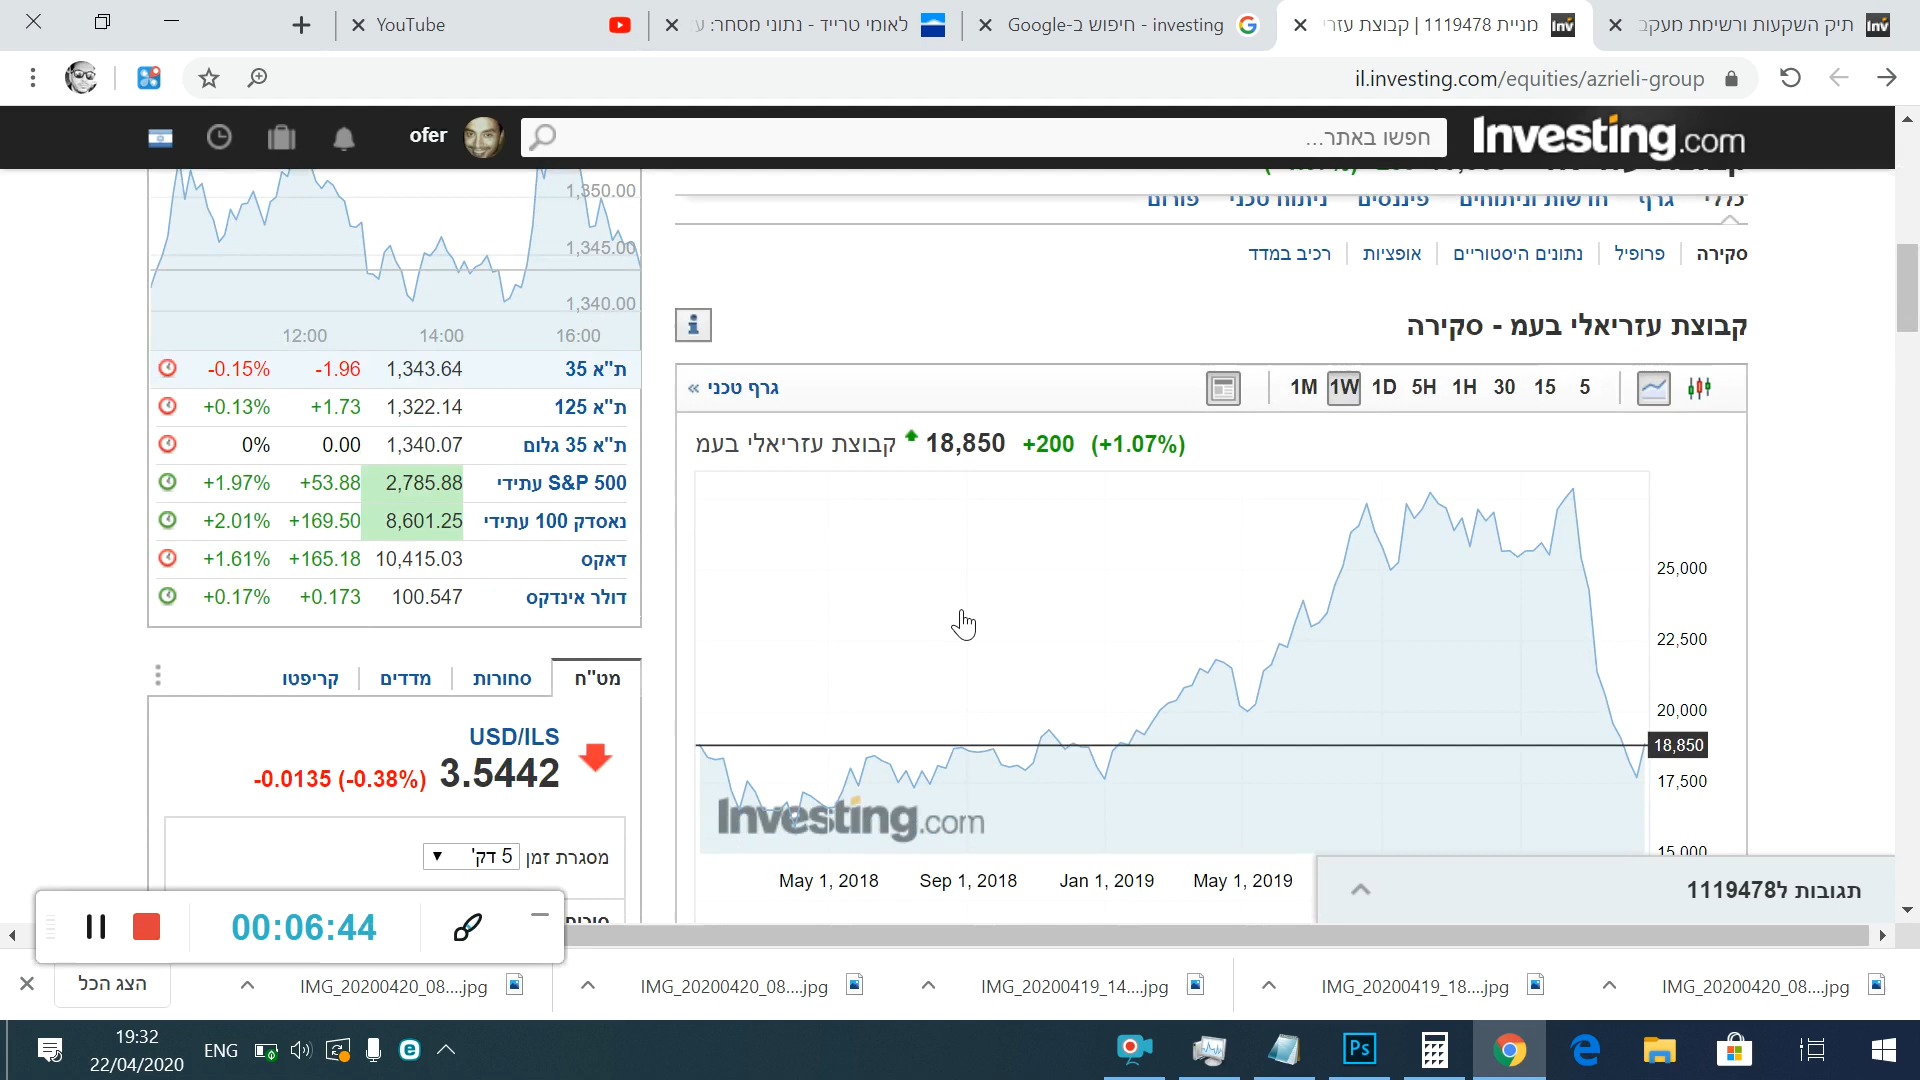 תיק השקעות ורשימת מעקב
מניית 1119478 | קבוצת עזרי
investing - חיפוש ב-Google
לאומי טרייד - נתוני מסחר:
YouTube
il.investing.com/equities/azrieli-group
Investing.com
חפשו באתר...
ofer
כללי
גרף
חדשות וניתוחים
פיננסים
ניתוח טכני
פורום
סקירה
פרופיל
נתונים היסטוריים
אופציות
רכיב במדד
קבוצת עזריאלי בעמ - סקירה
גרף טכני »
1M 1W 1D 5H 1H 30 15 5
קבוצת עזריאלי בעמ 18,850 +200 (+1.07%)
25,000
22,500
20,000
18,850
17,500
15,000
Investing.com
May 1, 2018 Sep 1, 2018 Jan 1, 2019 May 1, 2019
תגובות ל1119478
1,350.00
1,345.00
1,340.00
12:00 14:00 16:00
ת"א 35 1,343.64 -1.96 -0.15%
ת"א 125 1,322.14 +1.73 +0.13%
ת"א 35 גלום 1,340.07 0.00 0%
S&P 500 עתידי 2,785.88 +53.88 +1.97%
נאסדק 100 עתידי 8,601.25 +169.50 +2.01%
דאקס 10,415.03 +165.18 +1.61%
דולר אינדקס 100.547 +0.173 +0.17%
מט"ח
סחורות
מדדים
קריפטו
USD/ILS
3.5442 -0.0135 (-0.38%)
מסגרת זמן 5 דק'
00:06:44
IMG_20200420_08....jpg
IMG_20200419_18....jpg
IMG_20200419_14....jpg
IMG_20200420_08....jpg
IMG_20200420_08....jpg
הצג הכל
19:32
22/04/2020
ENG
Ps